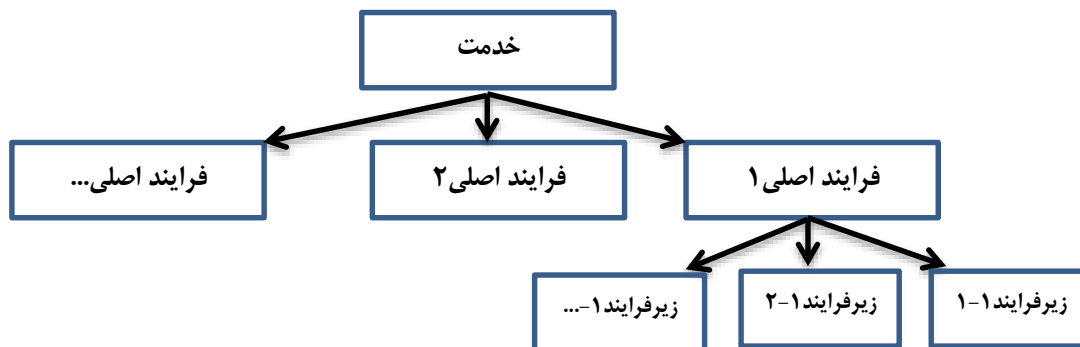 خدمت
فرایند اصلی۱
فرایند اصلی۲
فرایند اصلی...
زیرفرایند۱-۱
زیرفرایند۱-۲
زیرفرایند۱-...